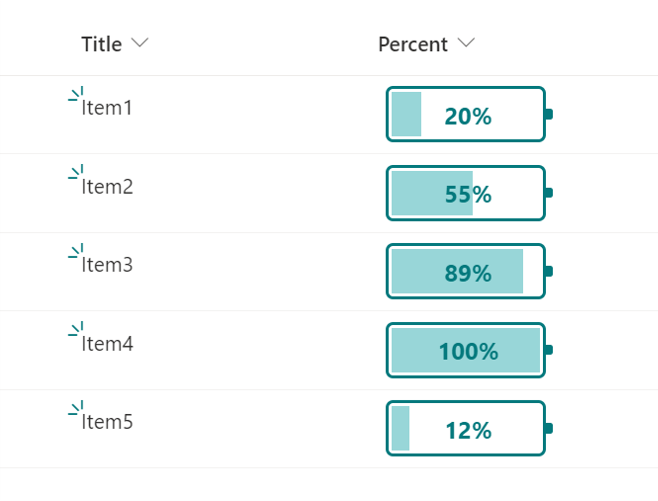 Title Percent
Item1 20%
Item2 55%
Item3 89%
Item4 100%
Item5 12%